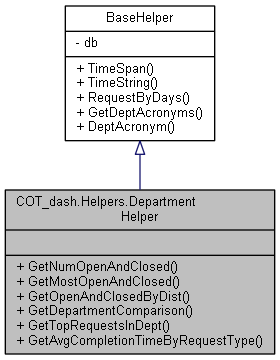 BaseHelper
- db
+ TimeSpan()
+ TimeString()
+ RequestByDays()
+ GetDeptAcronyms()
+ DeptAcronym()
COT_dash.Helpers.Department
Helper
+ GetNumOpenAndClosed()
+ GetMostOpenAndClosed()
+ GetOpenAndClosedByDist()
+ GetDepartmentComparison()
+ GetTopRequestsInDept()
+ GetAvgCompletionTimeByRequestType()